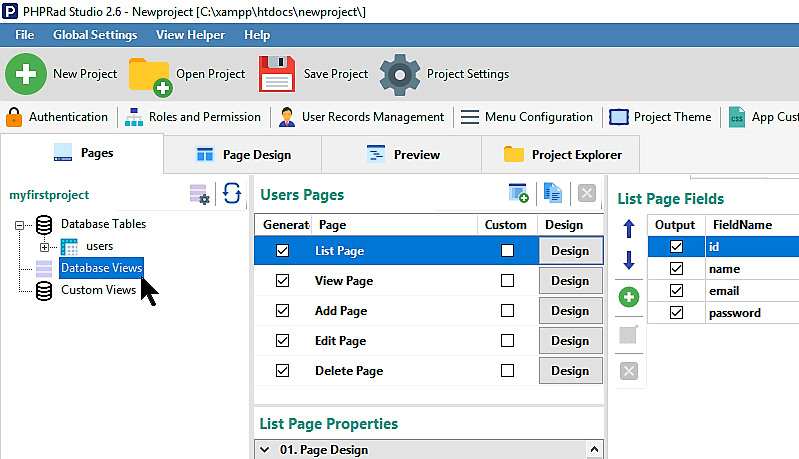 PHPRad Studio 2.6 - Newproject [C:\xampp\htdocs\newproject\]
File Global Settings View Helper Help
New Project Open Project Save Project Project Settings
Authentication Roles and Permission User Records Management Menu Configuration Project Theme CSS App Cust
Pages Page Design Preview Project Explorer
myfirstproject
Database Tables
users
Database Views
Custom Views
Users Pages
Generat Page Custom Design
List Page Design
View Page Design
Add Page Design
Edit Page Design
Delete Page Design
List Page Properties
01. Page Design
List Page Fields
Output FieldName
id
name
email
password